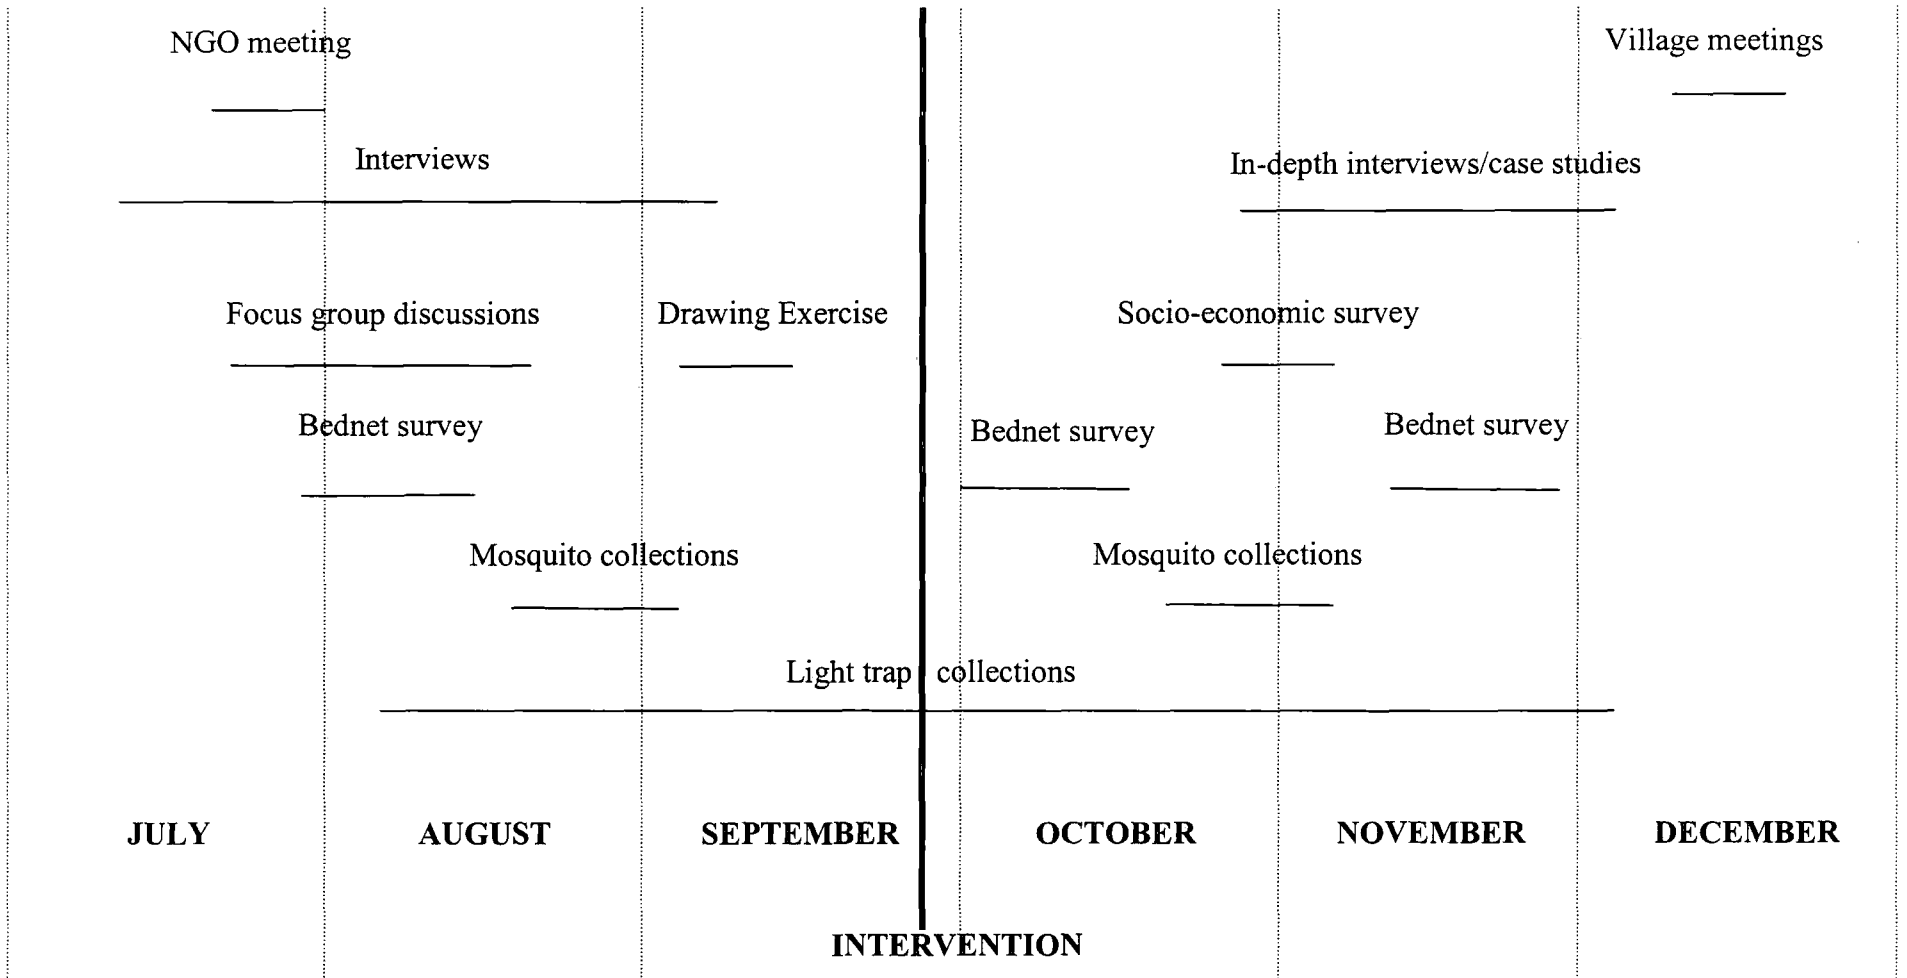 NGO meeting
Village meetings
Interviews
In-depth interviews/case studies
Focus group discussions
Drawing Exercise
Socio-economic survey
Bednet survey
Bednet survey
Bednet survey
Mosquito collections
Mosquito collections
Light trap collections
JULY
AUGUST
SEPTEMBER
OCTOBER
NOVEMBER
DECEMBER
INTERVENTION